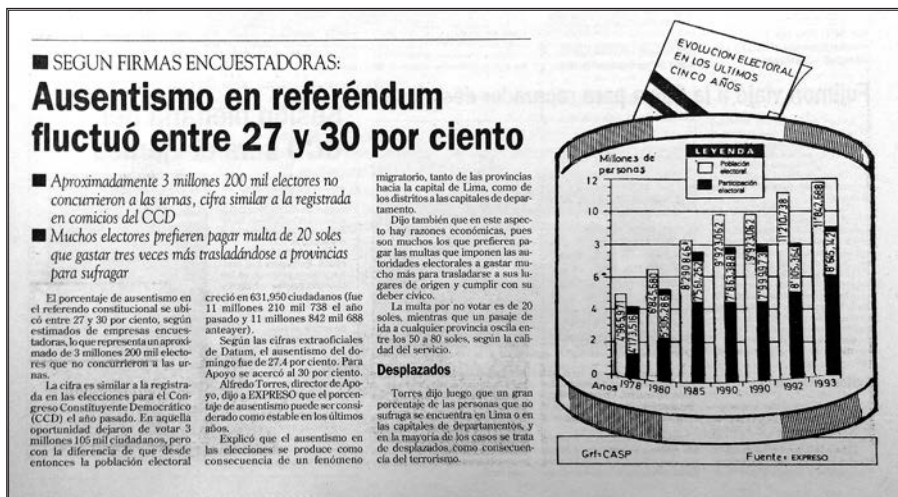 ■ SEGUN FIRMAS ENCUESTADORAS:
Ausentismo en referéndum
fluctuó entre 27 y 30 por ciento
■ Aproximadamente 3 millones 200 mil electores no
concurrieron a las urnas, cifra similar a la registrada
en comicios del CCD
■ Muchos electores prefieren pagar multa de 20 soles
que gastar tres veces más trasladándose a provincias
para sufragar
El porcentaje de ausentismo en
el referendo constitucional se ubi-
có entre 27 y 30 por ciento, según
estimados de empresas encues-
tadoras, lo que representa un aproxi-
mado de 3 millones 200 mil electo-
res que no concurrieron a las ur-
nas.
La cifra es similar a la registra-
da en las elecciones para el Con-
greso Constituyente Democrático
(CCD) el año pasado. En aquella
oportunidad dejaron de votar 3
millones 105 mil ciudadanos, pero
con la diferencia de que desde
entonces la población electoral
creció en 631,950 ciudadanos (fue
11 millones 210 mil 738 el año
pasado y 11 millones 842 mil 688
anteayer).
Según las cifras extraoficiales
de Datum, el ausentismo del do-
mingo fue de 27.4 por ciento. Para
Apoyo se acercó al 30 por ciento.
Alfredo Torres, director de Apo-
yo, dijo a EXPRESO que el porcen-
taje de ausentismo puede ser consi-
derado como estable en los últimos
años.
Explicó que el ausentismo en
las elecciones se produce como
consecuencia de un fenómeno
migratorio, tanto de las provincias
hacia la capital de Lima, como de
los distritos a las capitales de depar-
tamento.
Dijo también que en este aspec-
to hay razones económicas, pues
son muchos los que prefieren pa-
gar las multas que imponen las au-
toridades electorales a gastar mu-
cho más para trasladarse a sus lu-
gares de origen y cumplir con su
deber cívico.
La multa por no votar es de 20
soles, mientras que un pasaje de
ida a cualquier provincia oscila en-
tre los 50 a 80 soles, según la cali-
dad del servicio.
Desplazados
Torres dijo luego que un gran
porcentaje de las personas que no
sufraga se encuentra en Lima o en
las capitales de departamentos, y
en la mayoría de los casos se trata
de desplazados como consecuen-
cia del terrorismo.
EVOLUCION ELECTORAL
EN LOS ULTIMOS
CINCO AÑOS
Millones de
personas
LEYENDA
Población
electoral
Participación
electoral
12
10
3
6
4
2
0
4'173,516
9'923,062
9'923,062
11'210,738
11'842,688
Años 1978 1980 1985 1990 1990 1992 1993
Grf: CASP
Fuente: EXPRESO